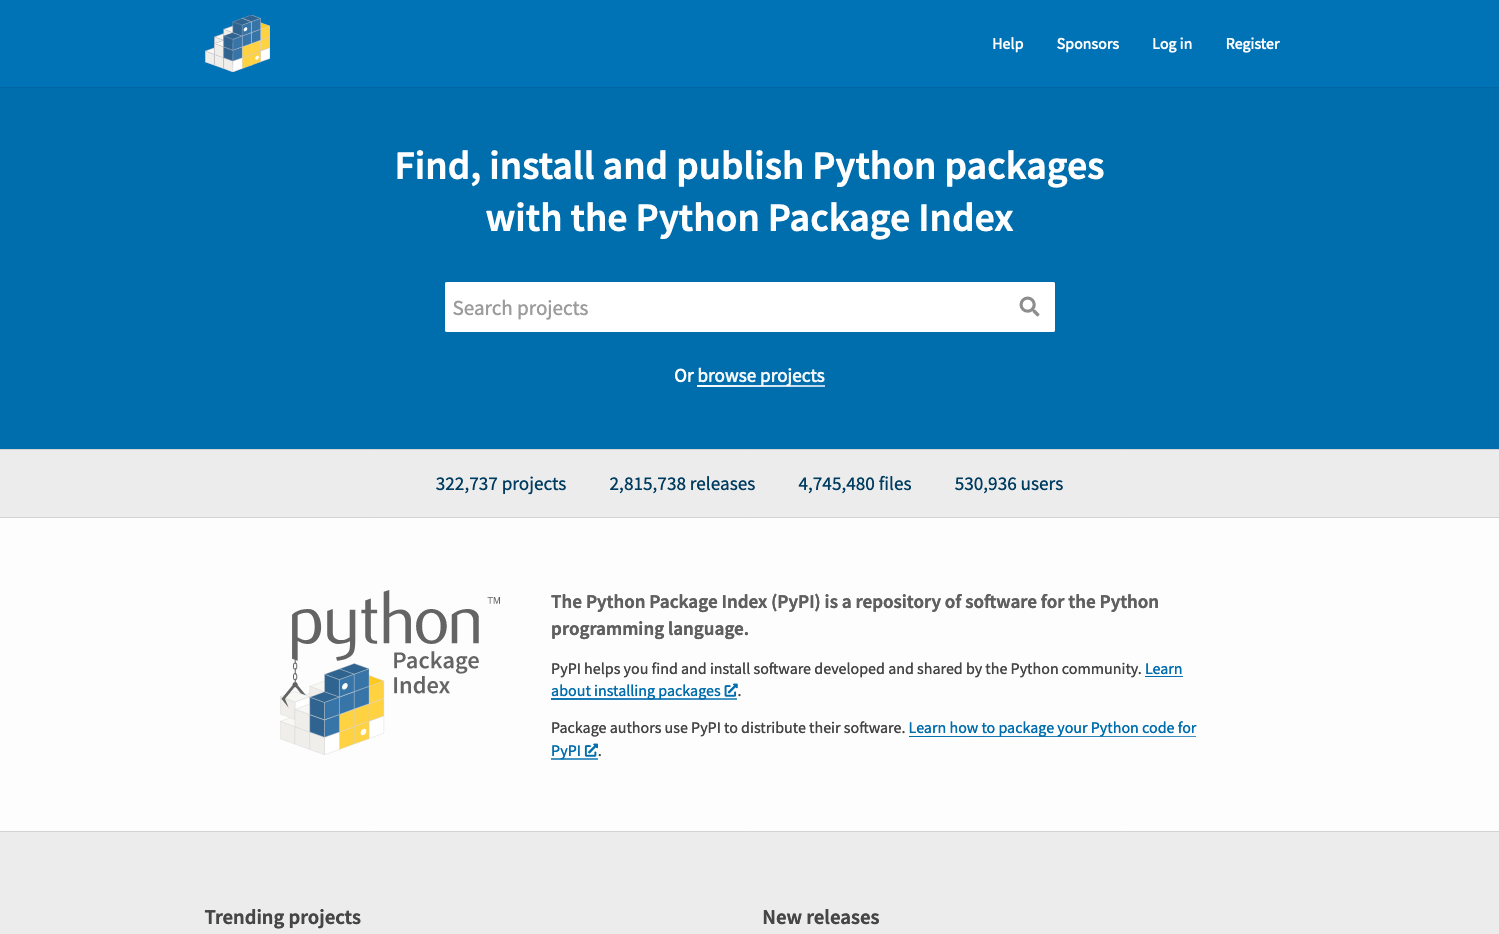 Help Sponsors Log in Register
Find, install and publish Python packages
with the Python Package Index
Search projects
Or browse projects
322,737 projects 2,815,738 releases 4,745,480 files 530,936 users
python™
Package
Index
The Python Package Index (PyPI) is a repository of software for the Python
programming language.
PyPI helps you find and install software developed and shared by the Python community. Learn
about installing packages.
Package authors use PyPI to distribute their software. Learn how to package your Python code for
PyPI.
Trending projects
New releases